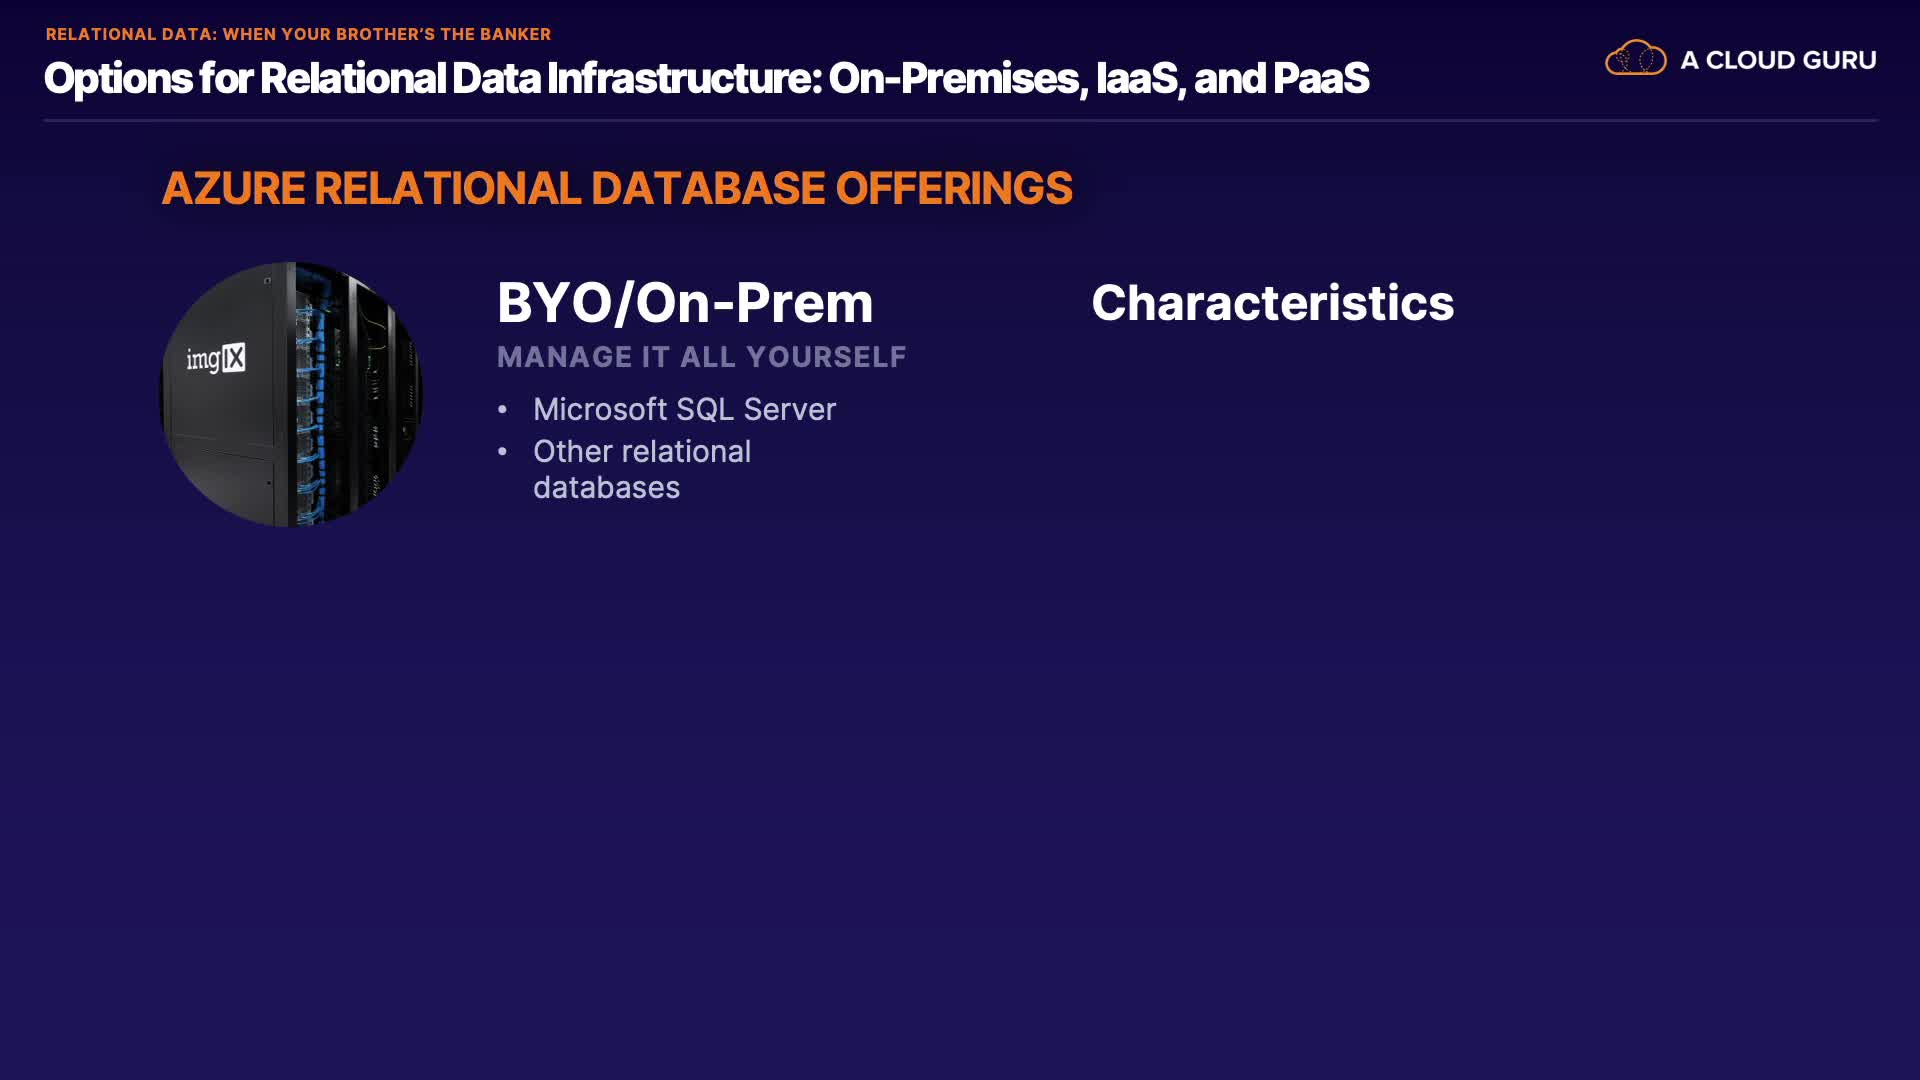 RELATIONAL DATA: WHEN YOUR BROTHER’S THE BANKER
Options for Relational Data Infrastructure: On-Premises, IaaS, and PaaS
A CLOUD GURU
AZURE RELATIONAL DATABASE OFFERINGS
imgIX
BYO/On-Prem
MANAGE IT ALL YOURSELF
• Microsoft SQL Server
• Other relational
databases
Characteristics